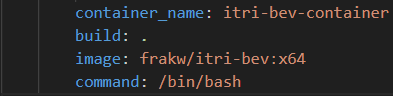 container_name: itri-bev-container
build: .
image: frakw/itri-bev:x64
command: /bin/bash